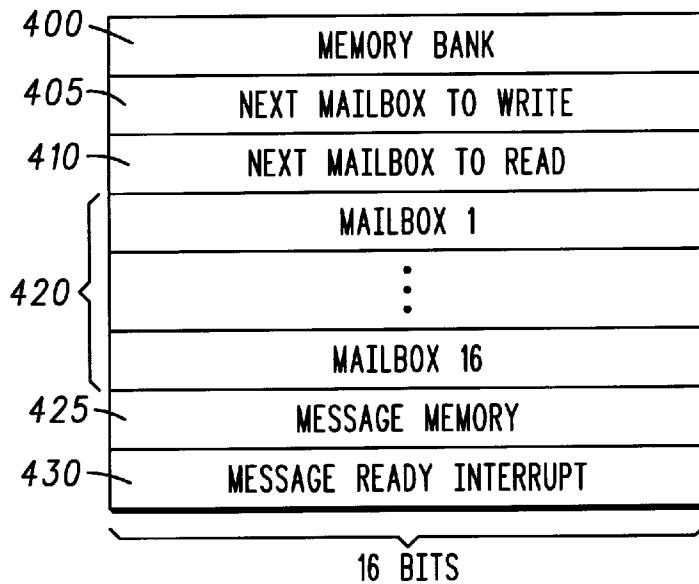 400 MEMORY BANK
405 NEXT MAILBOX TO WRITE
410 NEXT MAILBOX TO READ
MAILBOX 1
420
MAILBOX 16
425 MESSAGE MEMORY
430 MESSAGE READY INTERRUPT
16 BITS